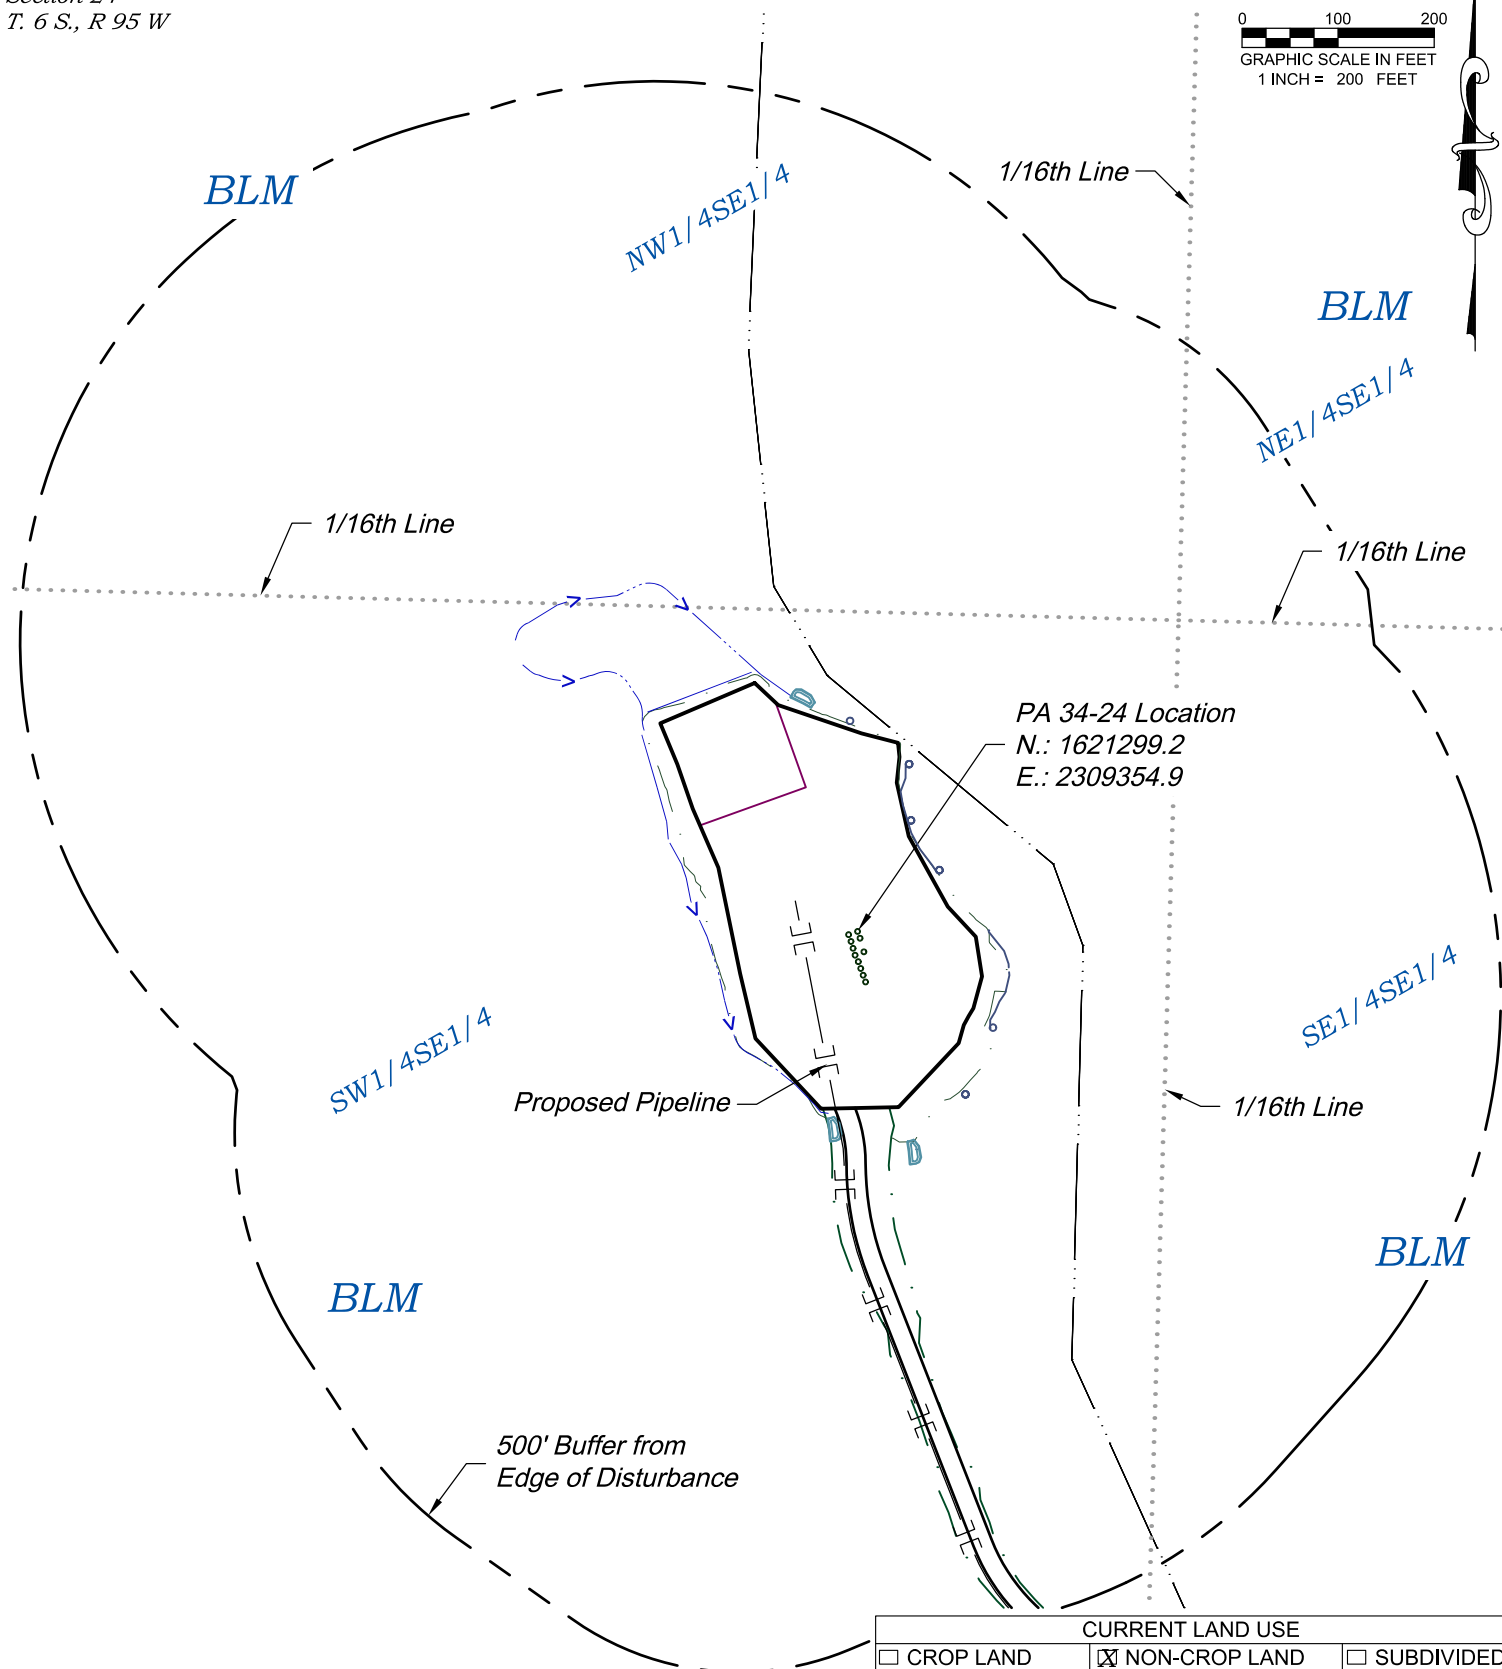 T. 6 S., R 95 W
0 100 200
GRAPHIC SCALE IN FEET
1 INCH = 200 FEET
BLM
NW1/4SE1/4
1/16th Line
BLM
NE1/4SE1/4
1/16th Line
1/16th Line
PA 34-24 Location
N.: 1621299.2
E.: 2309354.9
SW1/4SE1/4
SE1/4SE1/4
Proposed Pipeline
1/16th Line
BLM
BLM
500' Buffer from
Edge of Disturbance
CURRENT LAND USE
CROP LAND
X NON-CROP LAND
SUBDIVIDED